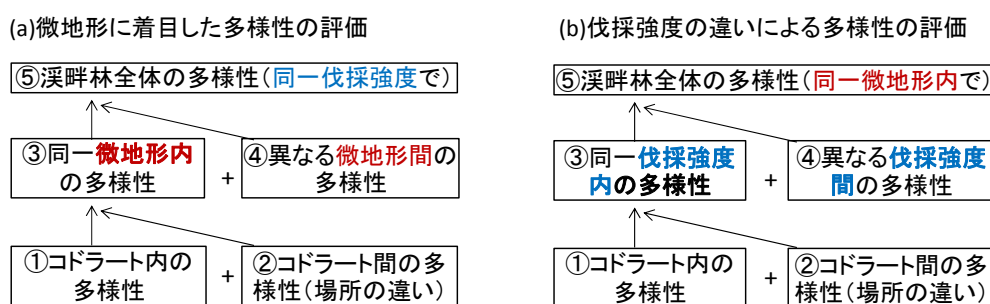 (a)微地形に着目した多様性の評価
⑤渓畔林全体の多様性(同一伐採強度で)
③同一微地形内
の多様性
+
④異なる微地形間の
多様性
①コドラート内の
多様性
+
②コドラート間の多
様性(場所の違い)
(b)伐採強度の違いによる多様性の評価
⑤渓畔林全体の多様性(同一微地形内で)
③同一伐採強度
内の多様性
+
④異なる伐採強度
間の多様性
①コドラート内の
多様性
+
②コドラート間の多
様性(場所の違い)